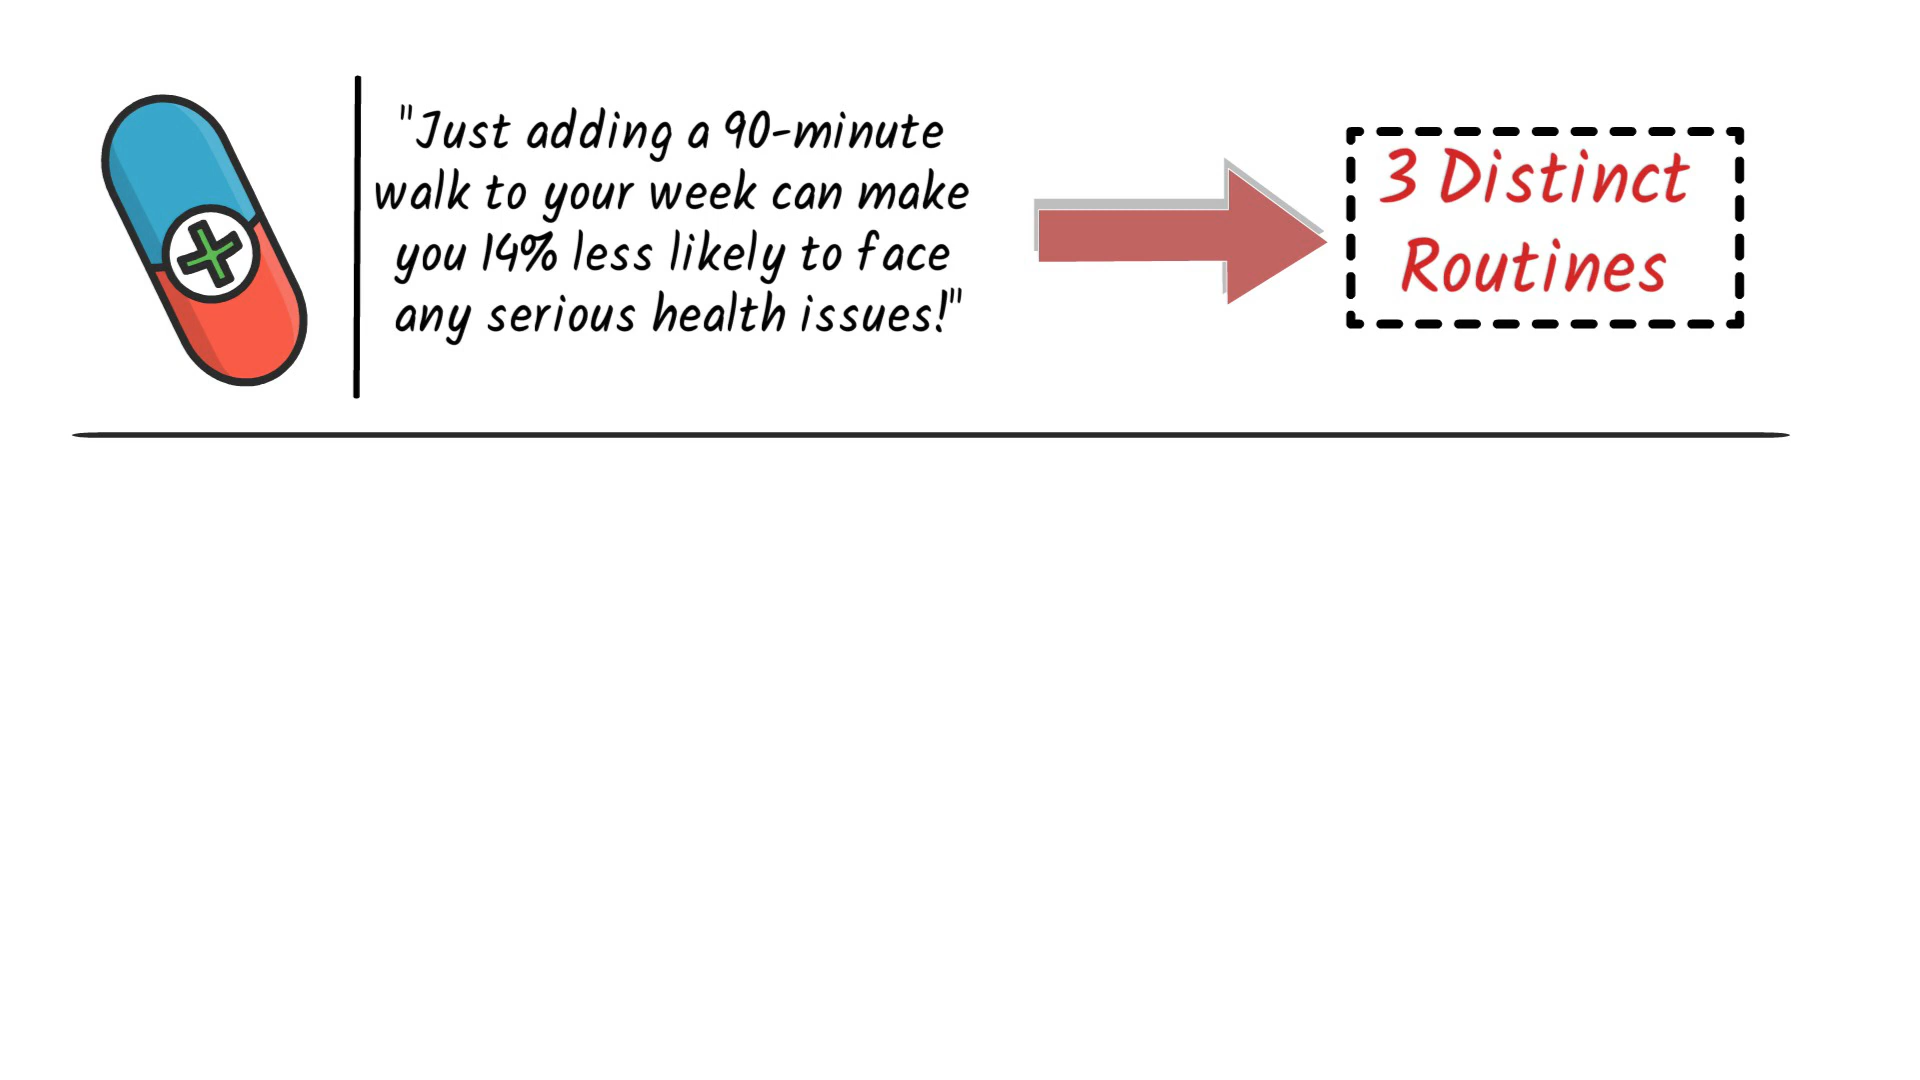 "Just adding a 90-minute
walk to your week can make
you 14% less likely to face
any serious health issues!"
3 Distinct
Routines